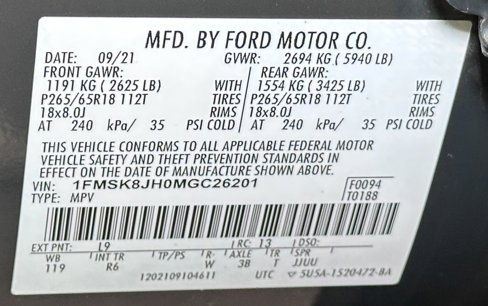 MFD. BY FORD MOTOR CO.
DATE: 09/21 GVWR: 2694 KG ( 5940 LB)
FRONT GAWR: REAR GAWR:
1191 KG ( 2625 LB) WITH 1554 KG ( 3425 LB) WITH
P265/65R18 112T TIRES P265/65R18 112T TIRES
18x8.0J RIMS 18x8.0J RIMS
AT 240 kPa/ 35 PSI COLD AT 240 kPa/ 35 PSI COLD
THIS VEHICLE CONFORMS TO ALL APPLICABLE FEDERAL MOTOR
VEHICLE SAFETY AND THEFT PREVENTION STANDARDS IN
EFFECT ON THE DATE OF MANUFACTURE SHOWN ABOVE.
VIN: 1FMSK8JH0MGC26201 F0094
TYPE: MPV T0188
EXT PNT: L9 RC: 13 DSO:
WB INT TR TP/PS R AXLE TR SPR
119 R6 W 3B T JJUU
1202109104611 UTC 5U5A-1520472-BA